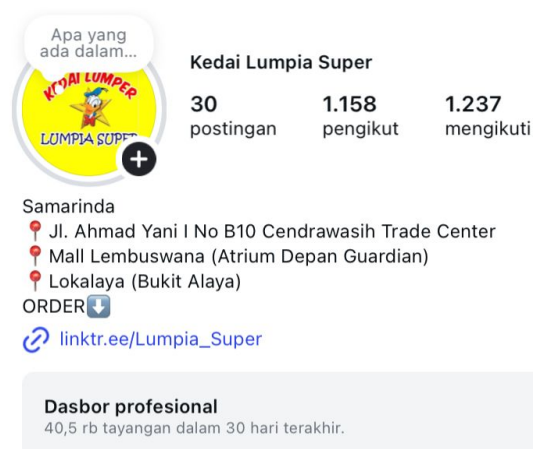 Apa yang
ada dalam...
KEDAI LUMPER
LUMPIA SUPER
Kedai Lumpia Super
30
postingan
1.158
pengikut
1.237
mengikuti
Samarinda
📍 Jl. Ahmad Yani I No B10 Cendrawasih Trade Center
📍 Mall Lembuswana (Atrium Depan Guardian)
📍 Lokalaya (Bukit Alaya)
ORDER⬇️
linktr.ee/Lumpia_Super
Dasbor profesional
40,5 rb tayangan dalam 30 hari terakhir.